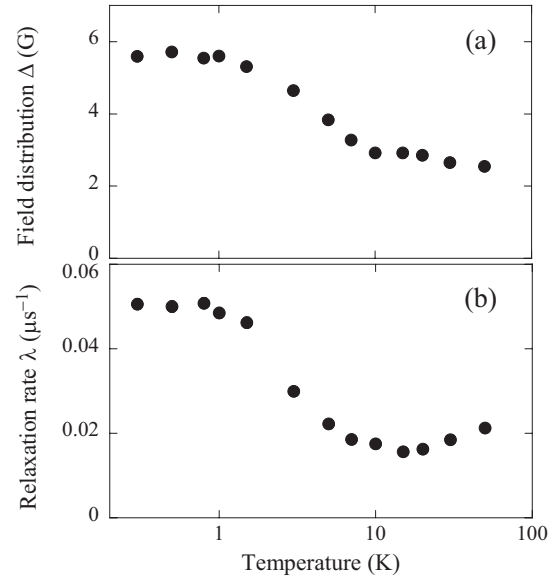 (a)
Field distribution Δ (G)
6
4
2
0
(b)
Relaxation rate λ (μs⁻¹)
0.06
0.04
0.02
0
1
10
100
Temperature (K)